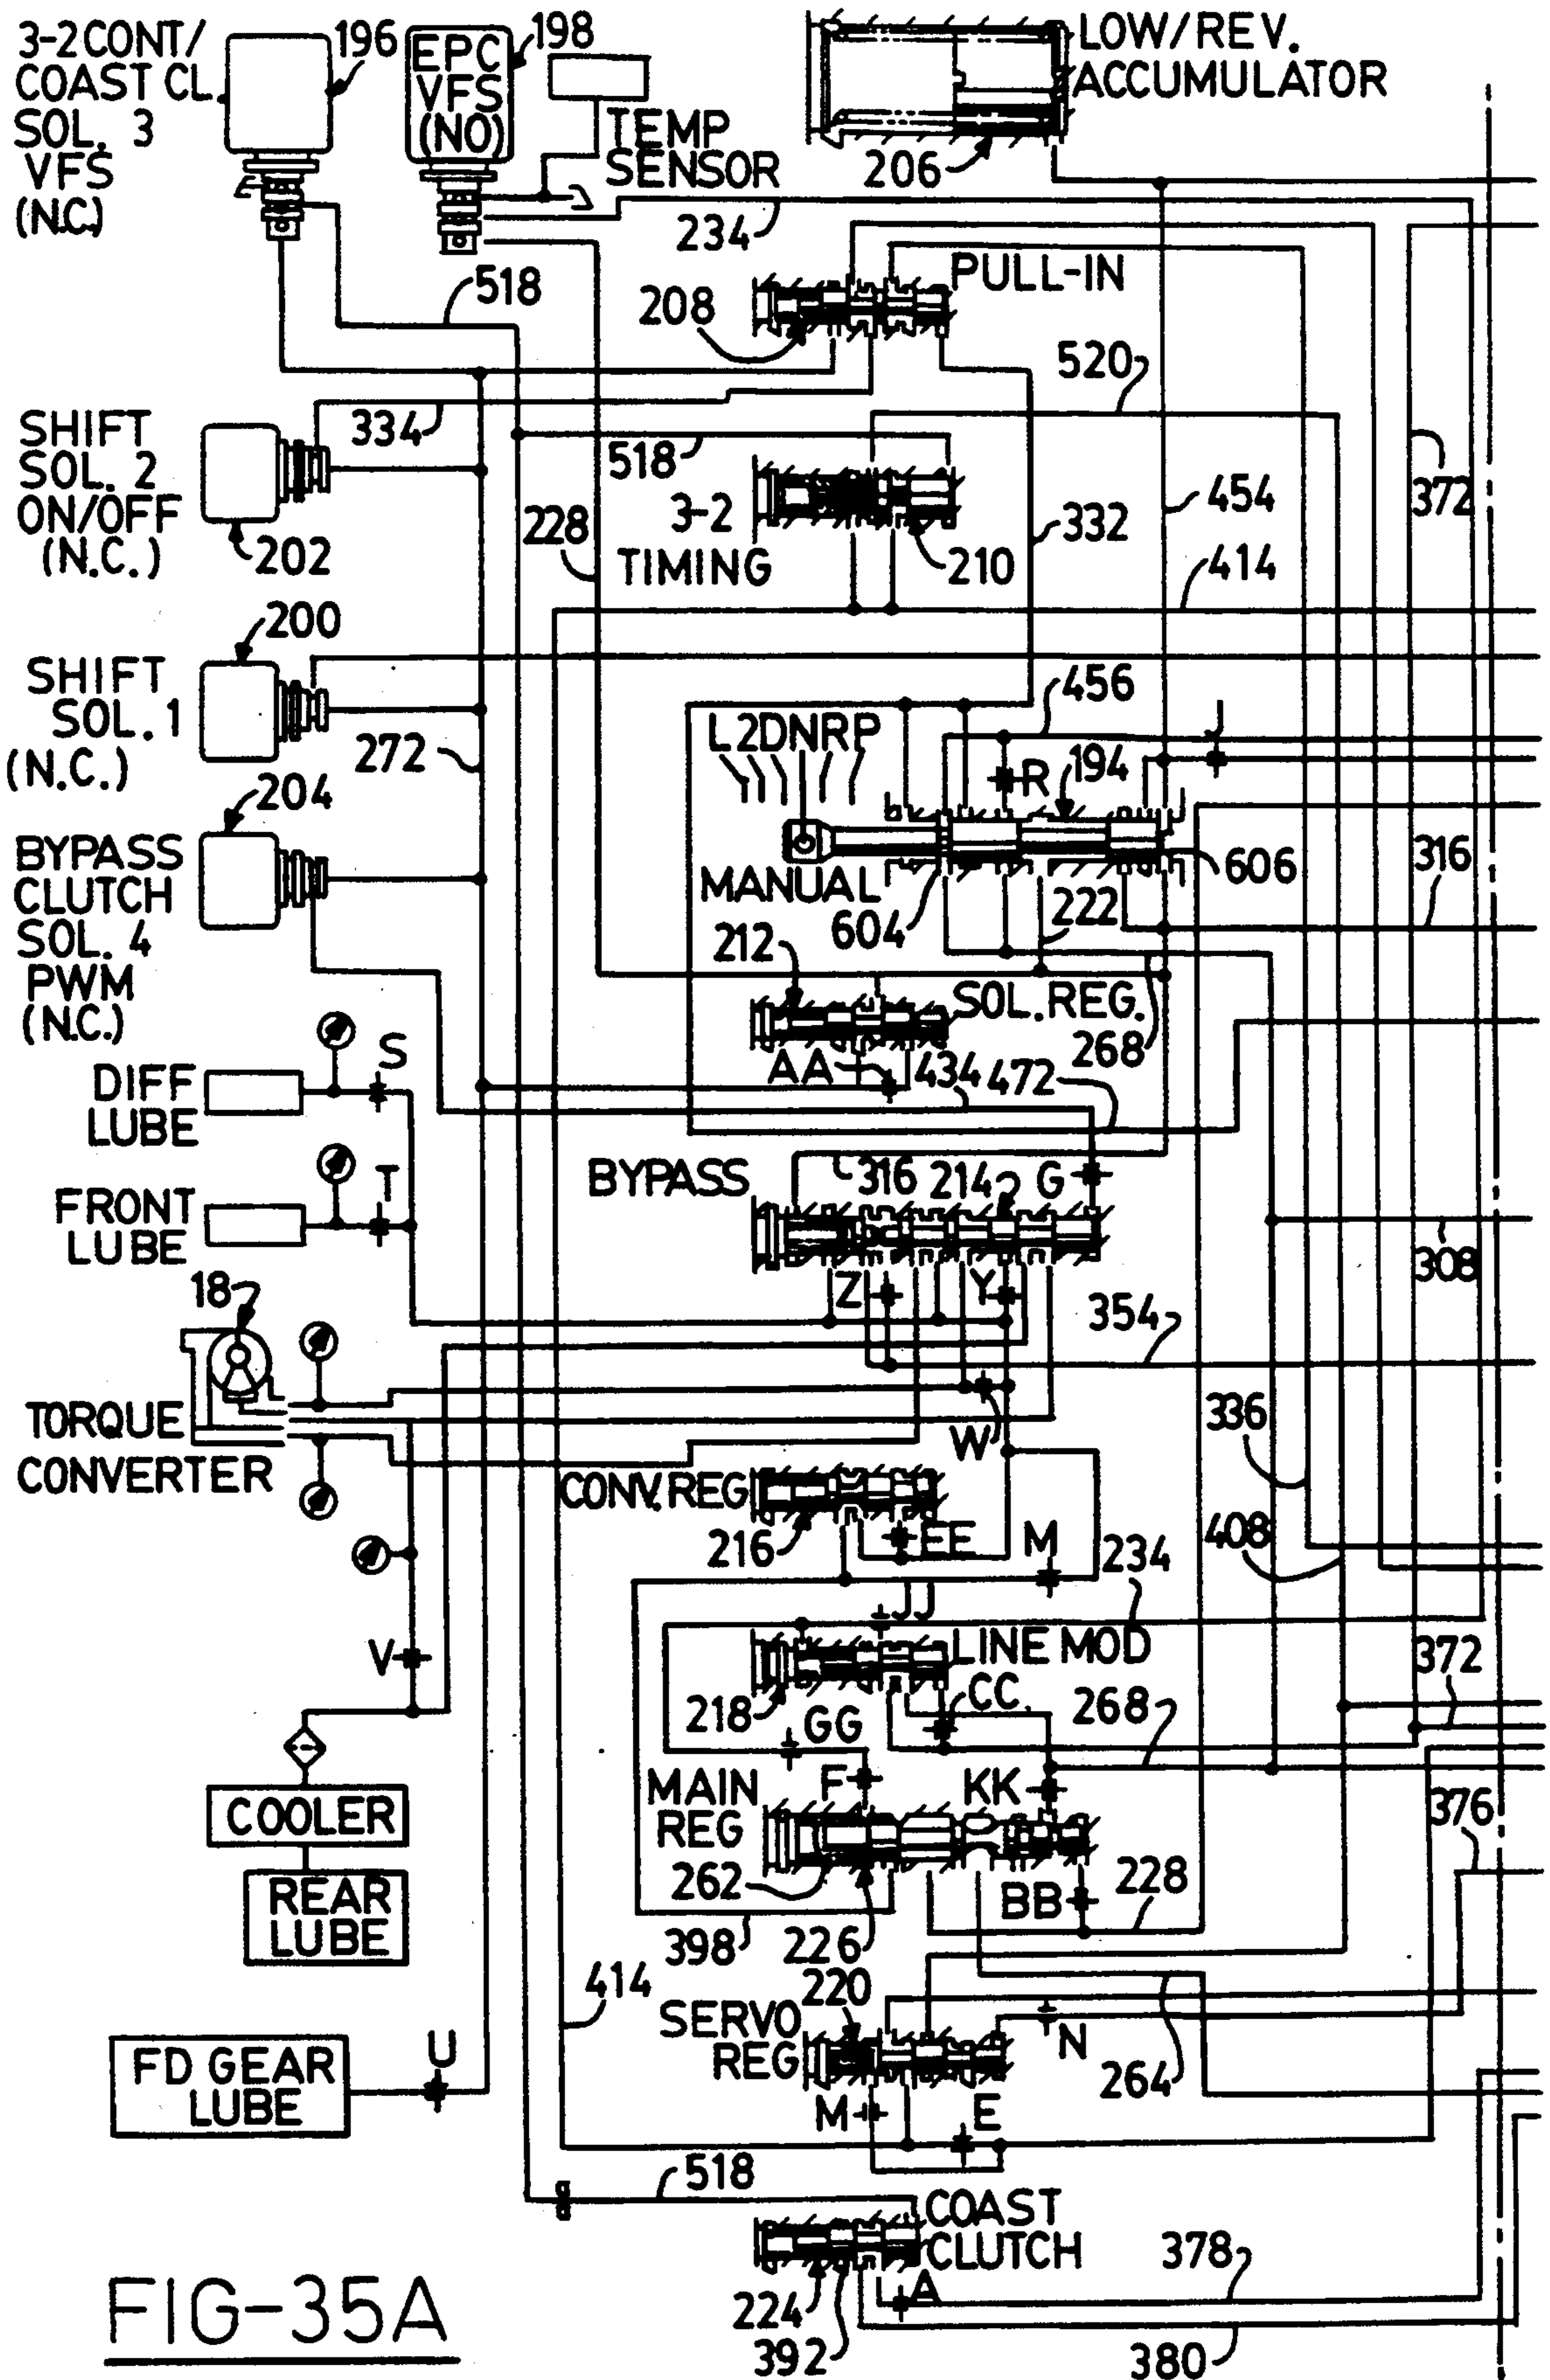 3-2 CONT/
COAST CL.
SOL. 3
VFS
(N.C.)
196
EPC
VFS
(NO)
198
TEMP
SENSOR
LOW/REV.
ACCUMULATOR
206
234
518
208
PULL-IN
520
SHIFT
SOL. 2
ON/OFF
(N.C.)
202
334
518
3-2
TIMING
210
228
332
454
372
414
200
SHIFT
SOL. 1
(N.C.)
272
456
J
L2DNRP
R
194
204
BYPASS
CLUTCH
SOL. 4
PWM
(N.C.)
MANUAL
604
606
222
316
212
SOL. REG.
268
AA
434
472
DIFF
LUBE
S
BYPASS
316
214
G
FRONT
LUBE
T
308
18
Z
Y
354
TORQUE
CONVERTER
W
336
CONV. REG
216
EE
M
408
234
JJ
V
LINE MOD
218
GG
CC
372
268
MAIN
REG
F
KK
376
COOLER
262
BB
228
REAR
LUBE
398
226
414
220
SERVO
REG
N
264
FD GEAR
LUBE
U
M
E
518
COAST
CLUTCH
378
A
224
392
380
FIG-35A